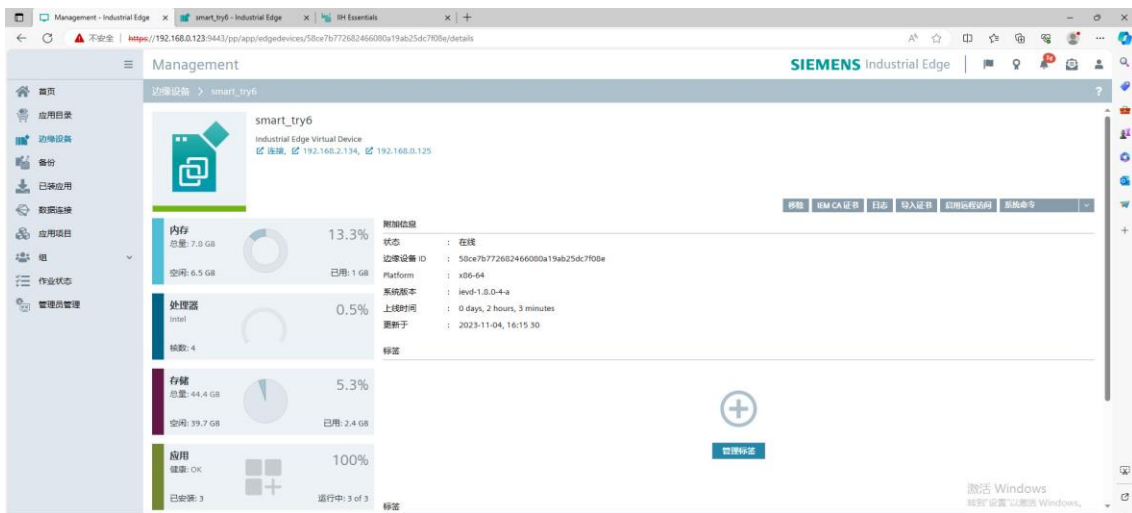 Management - Industrial Edge
smart_try6 - Industrial Edge
IIH Essentials
不安全
https://192.168.0.123:9443/pp/app/edgedevices/58ce7b772682466080a19ab25dc7f08e/details
Management
SIEMENS Industrial Edge
首页
应用目录
边缘设备
备份
已装应用
数据连接
应用项目
组
作业状态
管理员管理
边缘设备 > smart_try6
?
smart_try6
Industrial Edge Virtual Device
连接, 192.168.2.134, 192.168.0.125
移除 IEM CA 证书 日志 导入证书 启用远程访问 系统命令
内存
总量: 7.8 GB
13.3%
空闲: 6.5 GB
已用: 1 GB
处理器
Intel
0.5%
核数: 4
存储
总量: 44.4 GB
5.3%
空闲: 39.7 GB
已用: 2.4 GB
应用
健康: OK
100%
已安装: 3
运行中: 3 of 3
附加信息
状态 : 在线
边缘设备 ID : 58ce7b772682466080a19ab25dc7f08e
Platform : x86-64
系统版本 : ievd-1.8.0-4-a
上线时间 : 0 days, 2 hours, 3 minutes
更新于 : 2023-11-04, 16:15 30
标签
管理标签
标签
激活 Windows
转到"设置"以激活 Windows。